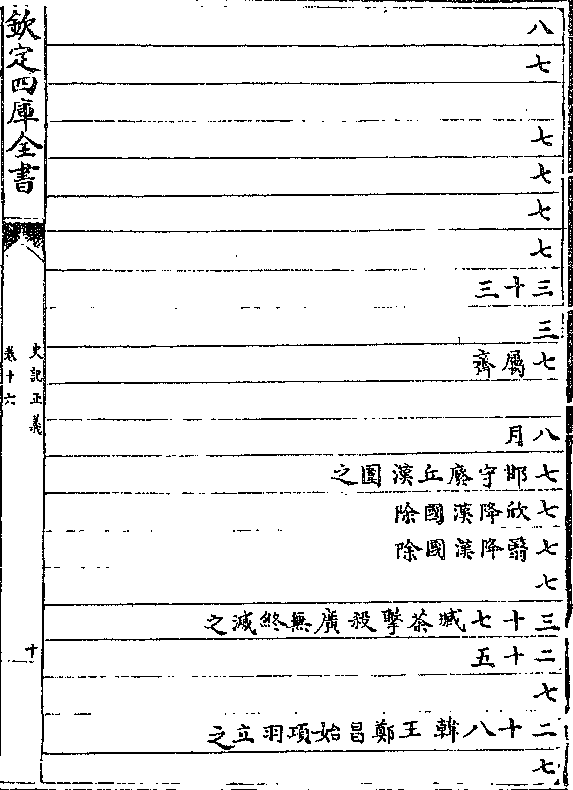 八
七
七
七
七
七
三十三
三
七屬齊
八月
七邯守廢丘漢圍之
七欣降漢國除
七翳降漢國除
七
三十七臧荼擊殺廣無終滅之
二十五
七
二十八韓王鄭昌始項羽立之
七
欽定四庫全書
史記正義
卷十六
十